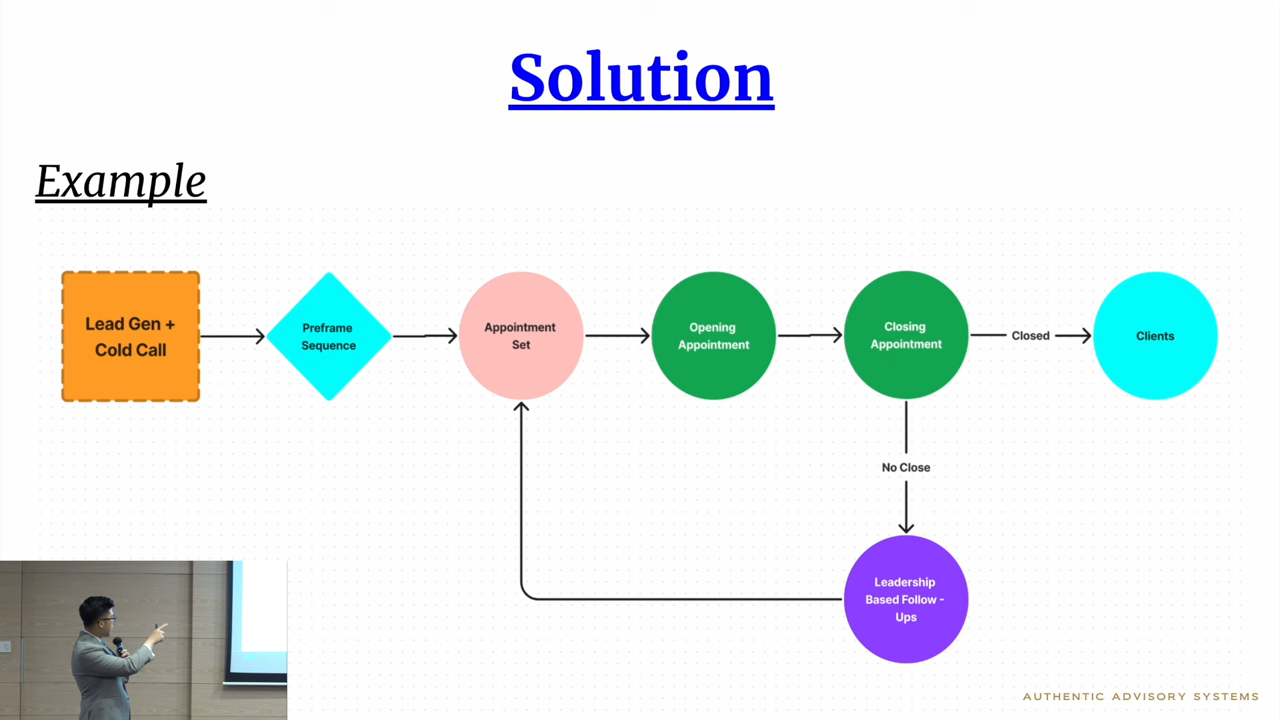 Solution
Example
Lead Gen +
Cold Call
Preframe
Sequence
Appointment
Set
Opening
Appointment
Closing
Appointment
Closed
Clients
No Close
Leadership
Based Follow -
Ups
AUTHENTIC ADVISORY SYSTEMS